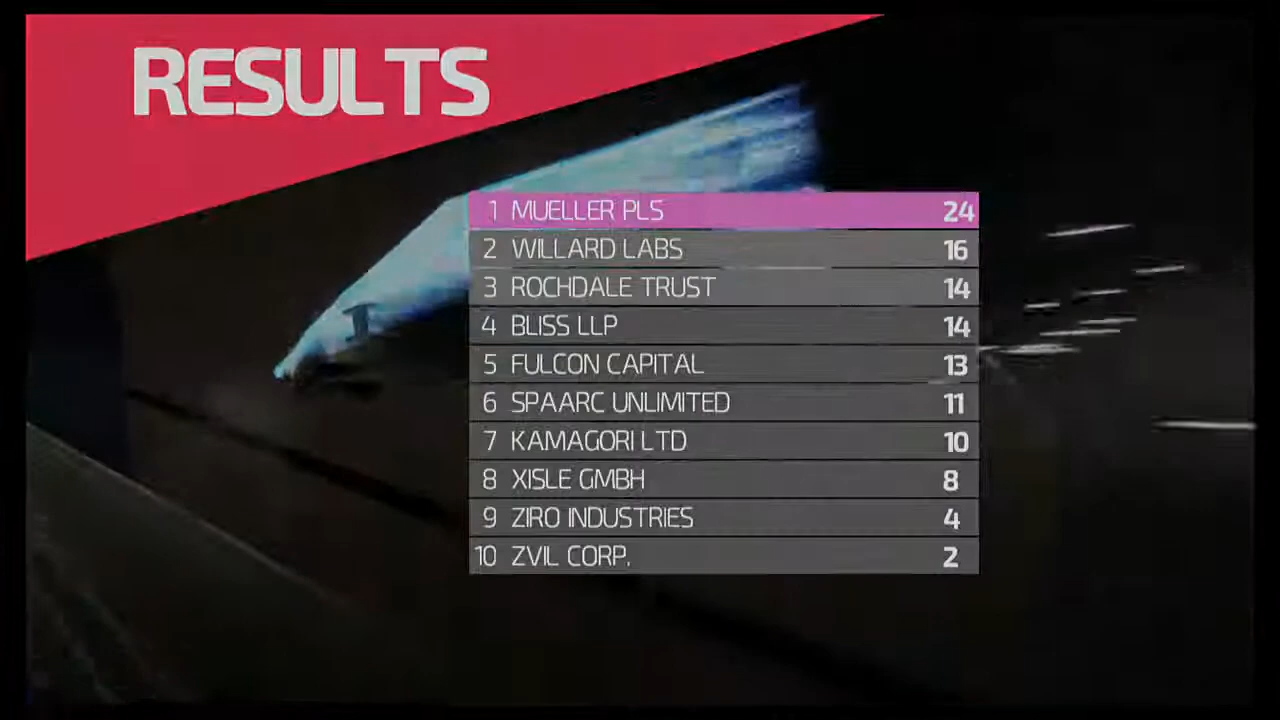 RESULTS
1 MUELLER PLS 24
2 WILLARD LABS 16
3 ROCHDALE TRUST 14
4 BLISS LLP 14
5 FULCON CAPITAL 13
6 SPAARC UNLIMITED 11
7 KAMAGORI LTD 10
8 XISLE GMBH 8
9 ZIRO INDUSTRIES 4
10 ZVIL CORP. 2